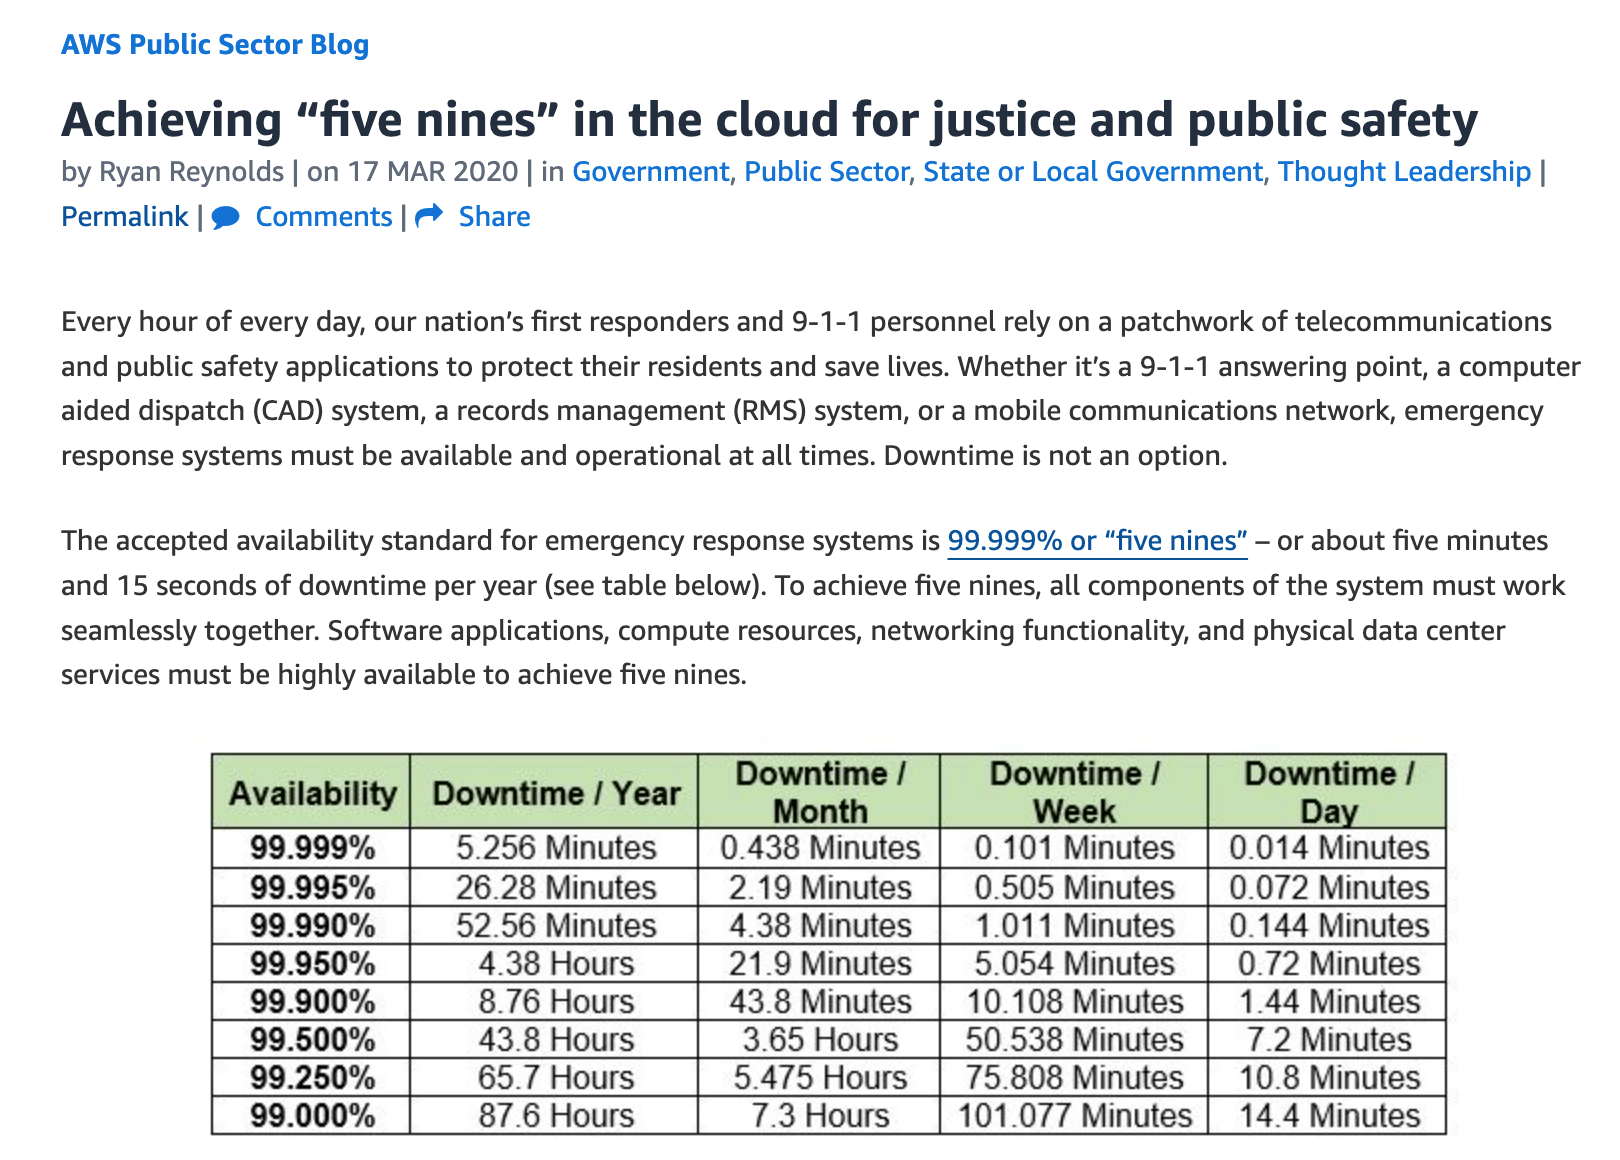 AWS Public Sector Blog
Achieving “five nines” in the cloud for justice and public safety
by Ryan Reynolds | on 17 MAR 2020 | in Government, Public Sector, State or Local Government, Thought Leadership |
Permalink | Comments | Share
Every hour of every day, our nation’s first responders and 9-1-1 personnel rely on a patchwork of telecommunications
and public safety applications to protect their residents and save lives. Whether it’s a 9-1-1 answering point, a computer
aided dispatch (CAD) system, a records management (RMS) system, or a mobile communications network, emergency
response systems must be available and operational at all times. Downtime is not an option.
The accepted availability standard for emergency response systems is 99.999% or “five nines” – or about five minutes
and 15 seconds of downtime per year (see table below). To achieve five nines, all components of the system must work
seamlessly together. Software applications, compute resources, networking functionality, and physical data center
services must be highly available to achieve five nines.
Availability Downtime / Year Downtime / Month Downtime / Week Downtime / Day
99.999% 5.256 Minutes 0.438 Minutes 0.101 Minutes 0.014 Minutes
99.995% 26.28 Minutes 2.19 Minutes 0.505 Minutes 0.072 Minutes
99.990% 52.56 Minutes 4.38 Minutes 1.011 Minutes 0.144 Minutes
99.950% 4.38 Hours 21.9 Minutes 5.054 Minutes 0.72 Minutes
99.900% 8.76 Hours 43.8 Minutes 10.108 Minutes 1.44 Minutes
99.500% 43.8 Hours 3.65 Hours 50.538 Minutes 7.2 Minutes
99.250% 65.7 Hours 5.475 Hours 75.808 Minutes 10.8 Minutes
99.000% 87.6 Hours 7.3 Hours 101.077 Minutes 14.4 Minutes